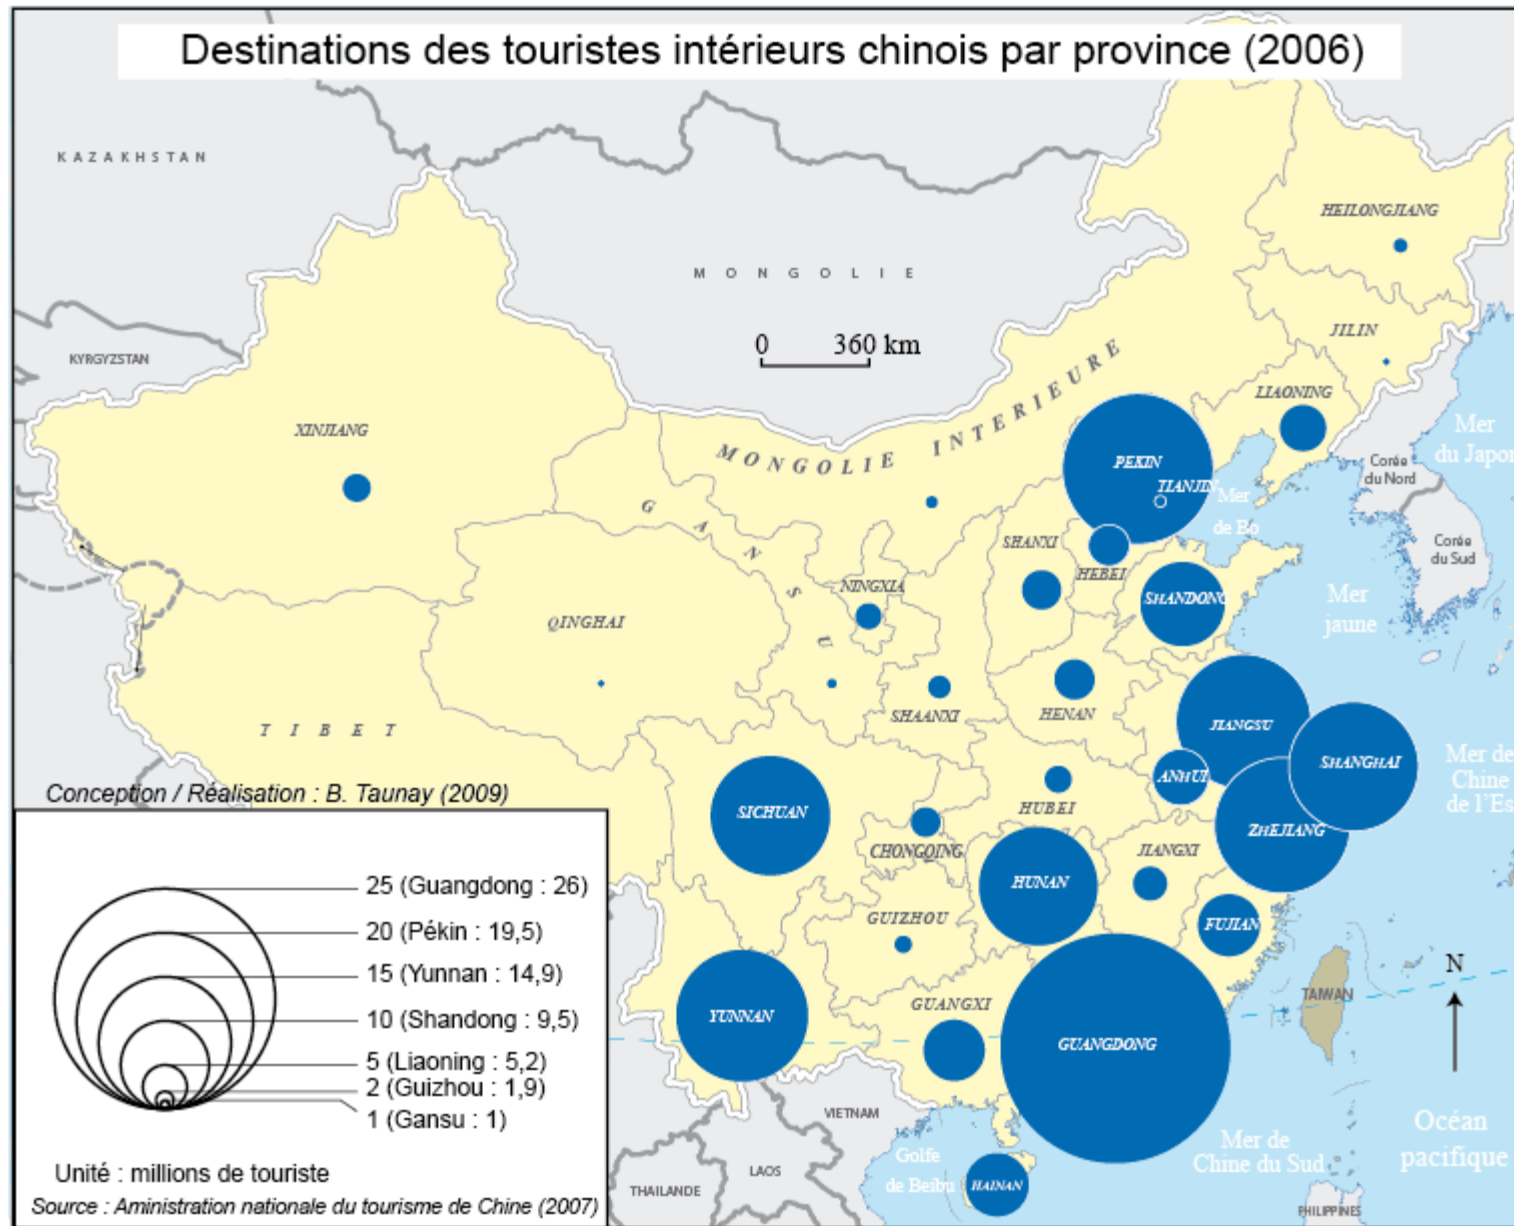 Destinations des touristes intérieurs chinois par province (2006)
KAZAKHSTAN
HEILONGJIANG
MONGOLIE
JILIN
0 360 km
KYRGYZSTAN
LIAONING
Mer
du Japon
XINJIANG
MONGOLIE INTERIEURE
PEKIN
TIANJIN
Corée
du Nord
Mer
de Bo
GANSU
SHANXI
HEBEI
Corée
du Sud
NINGXIA
SHANDONG
Mer
jaune
QINGHAI
SHAANXI
HENAN
TIBET
JIANGSU
SHANGHAI
Mer de
Chine
de l'Es
ANHUI
Conception / Réalisation : B. Taunay (2009)
SICHUAN
HUBEI
ZHEJIANG
CHONGQING
JIANGXI
HUNAN
25 (Guangdong : 26)
GUIZHOU
FUJIAN
20 (Pékin : 19,5)
15 (Yunnan : 14,9)
N
TAIWAN
GUANGXI
YUNNAN
10 (Shandong : 9,5)
GUANGDONG
5 (Liaoning : 5,2)
2 (Guizhou : 1,9)
1 (Gansu : 1)
VIETNAM
Océan
pacifique
Golfe
de Beibu
Mer de
Chine du Sud
Unité : millions de touriste
LAOS
THAILANDE
HAINAN
Source : Aministration nationale du tourisme de Chine (2007)
PHILIPPINES